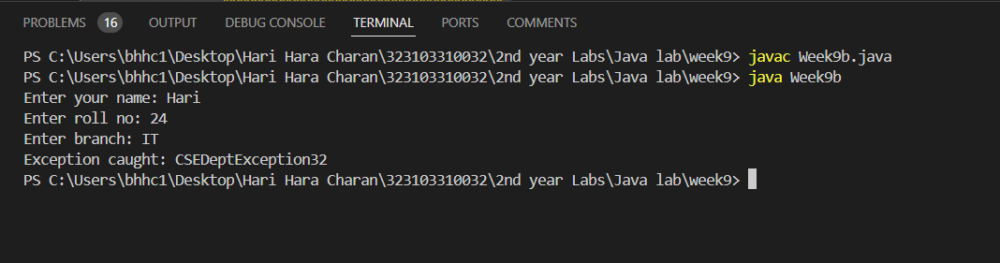 PROBLEMS 16 OUTPUT DEBUG CONSOLE TERMINAL PORTS COMMENTS
PS C:\Users\bhhc1\Desktop\Hari Hara Charan\323103310032\2nd year Labs\Java lab\week9> javac Week9b.java
PS C:\Users\bhhc1\Desktop\Hari Hara Charan\323103310032\2nd year Labs\Java lab\week9> java Week9b
Enter your name: Hari
Enter roll no: 24
Enter branch: IT
Exception caught: CSEDeptException32
PS C:\Users\bhhc1\Desktop\Hari Hara Charan\323103310032\2nd year Labs\Java lab\week9>